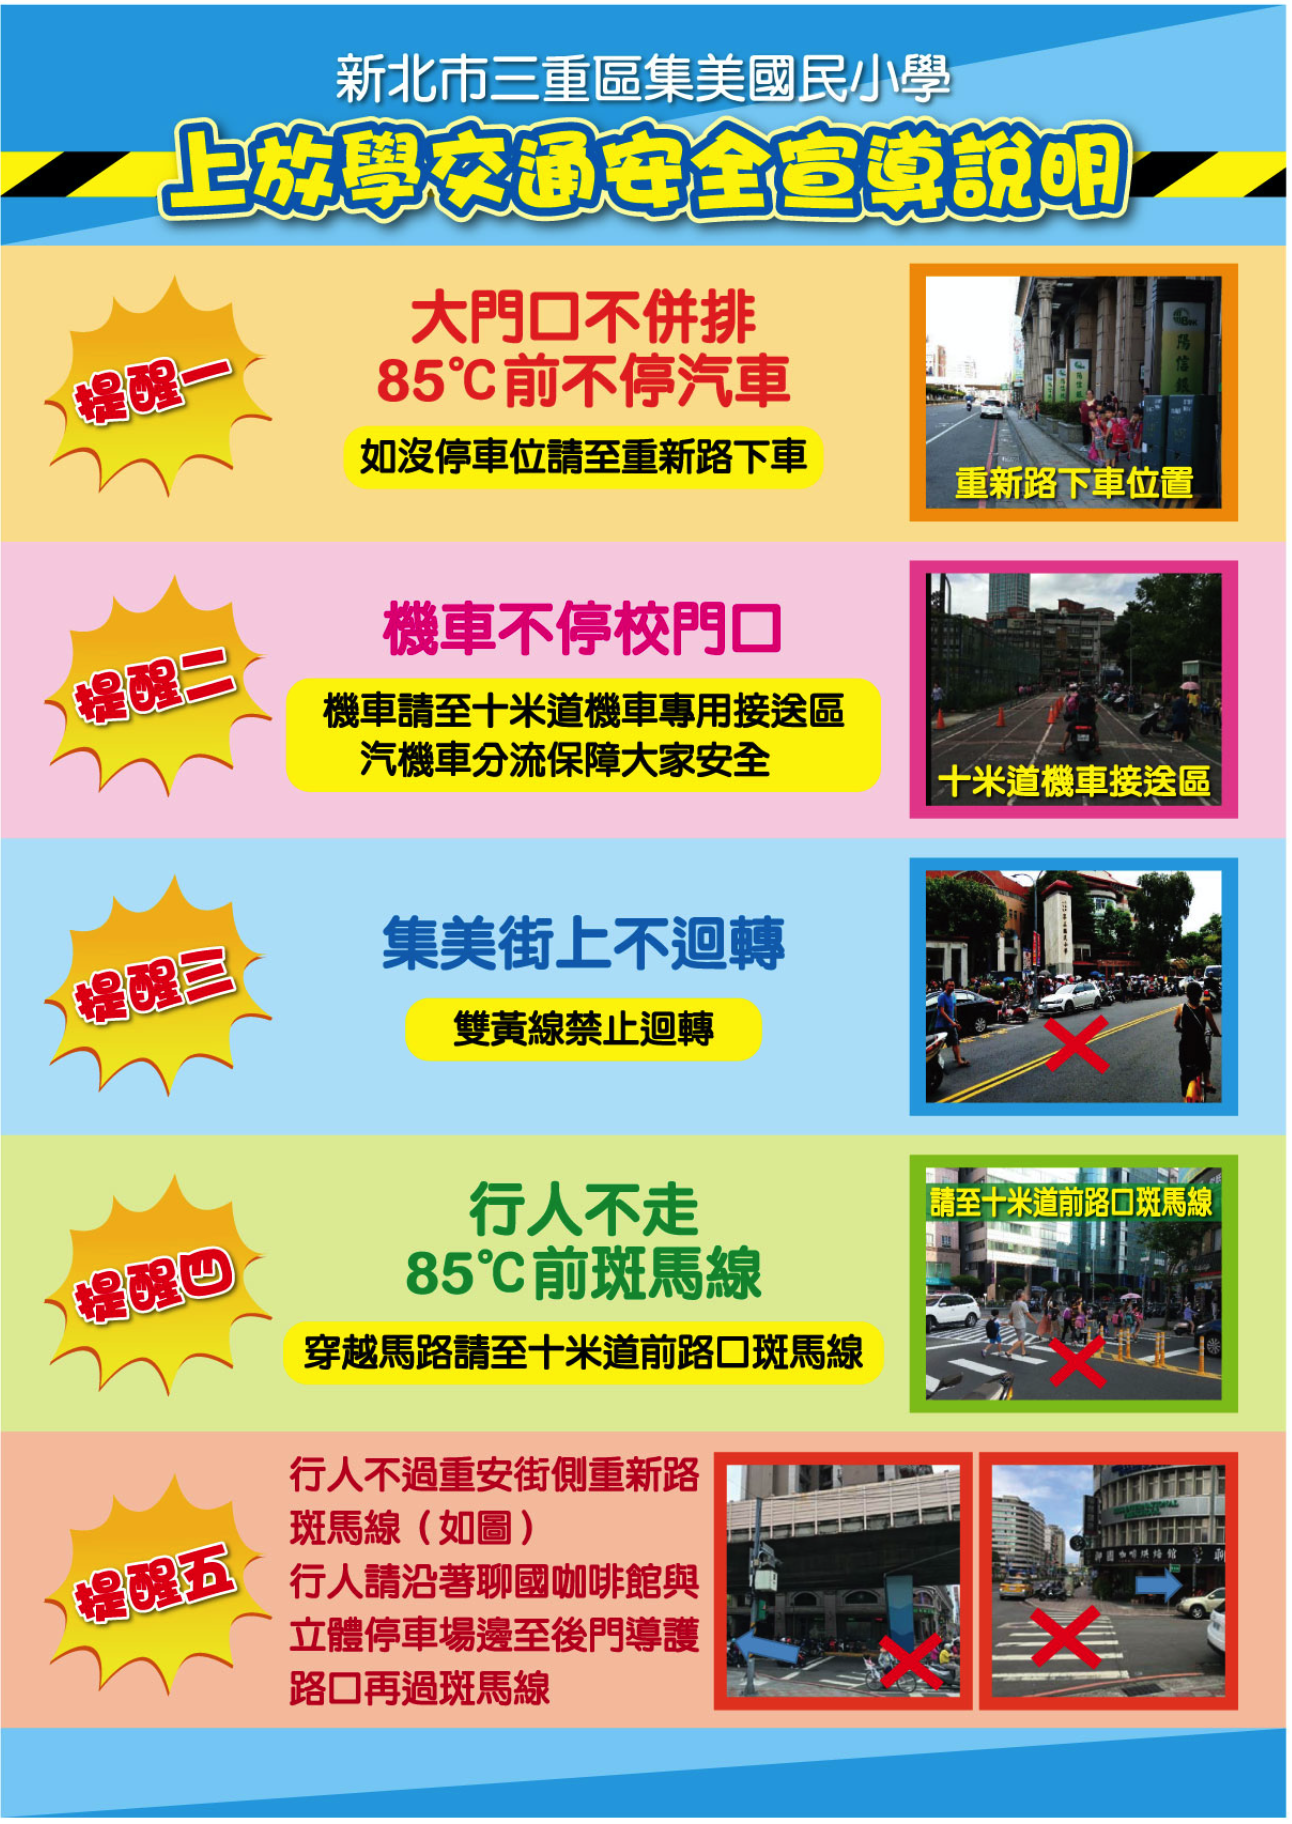 新北市三重區集美國民小學
上放學交通安全宣導說明
提醒一
大門口不併排
85℃前不停汽車
如沒停車位請至重新路下車
陽信銀
陽信銀
重新路下車位置
提醒二
機車不停校門口
機車請至十米道機車專用接送區
汽機車分流保障大家安全
十米道機車接送區
提醒三
集美街上不迴轉
雙黃線禁止迴轉
提醒四
行人不走
85℃前斑馬線
穿越馬路請至十米道前路口斑馬線
請至十米道前路口斑馬線
提醒五
行人不過重安街側重新路
斑馬線（如圖）
行人請沿著聊國咖啡館與
立體停車場邊至後門導護
路口再過斑馬線